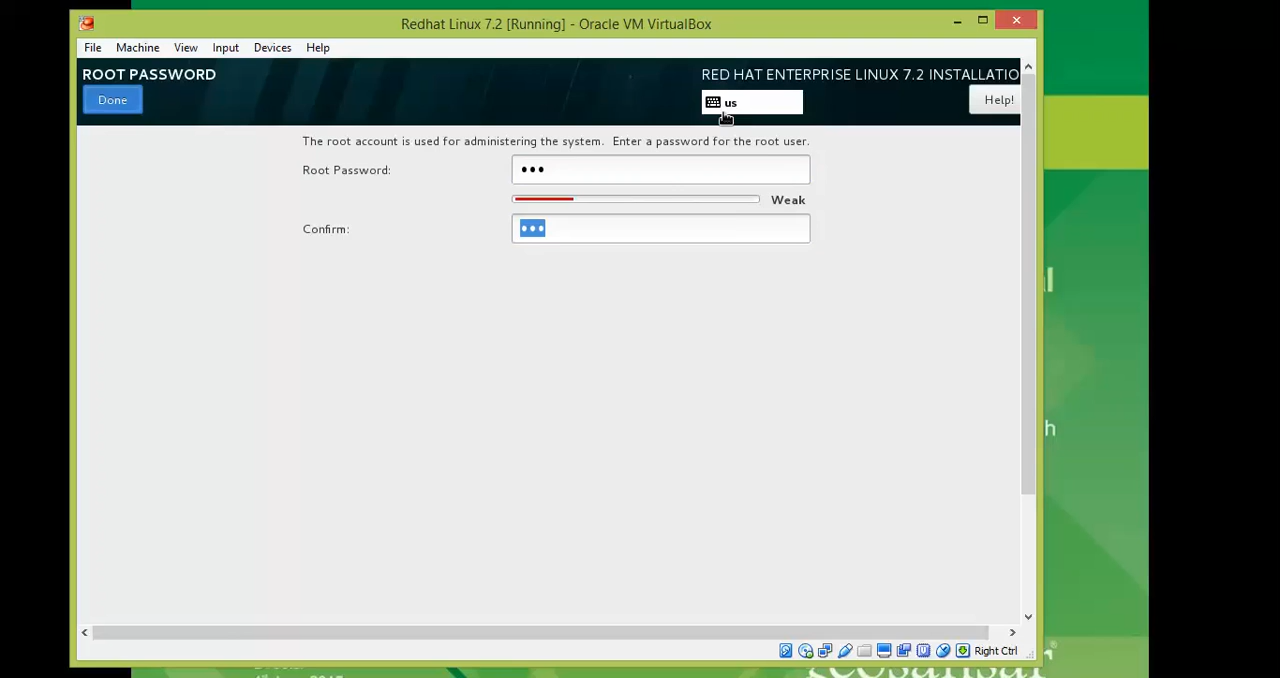 Redhat Linux 7.2 [Running] - Oracle VM VirtualBox
File Machine View Input Devices Help
ROOT PASSWORD
RED HAT ENTERPRISE LINUX 7.2 INSTALLATIO
Done
us
Help!
The root account is used for administering the system. Enter a password for the root user.
Root Password: •••
Weak
Confirm: •••
al
h
Right Ctrl